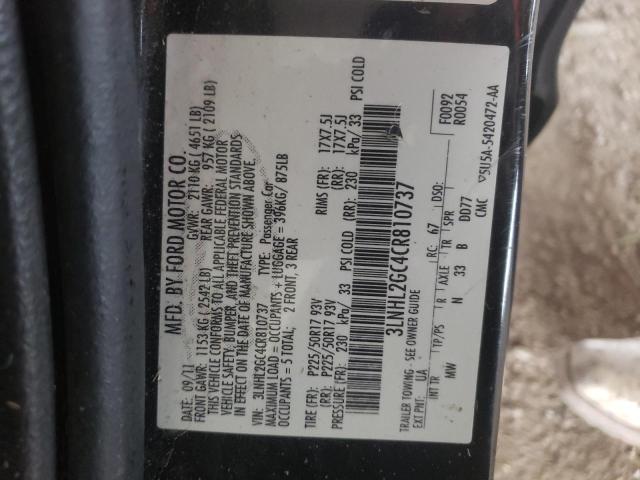 MFD. BY FORD MOTOR CO.
DATE: 09/11 GVWR: 2110 KG ( 4651 LB)
FRONT GAWR: 1153 KG ( 2542 LB) REAR GAWR: 957 KG ( 2109 LB)
THIS VEHICLE CONFORMS TO ALL APPLICABLE FEDERAL MOTOR
VEHICLE SAFETY, BUMPER, AND THEFT PREVENTION STANDARDS
IN EFFECT ON THE DATE OF MANUFACTURE SHOWN ABOVE.
VIN: 3LNHL2GC4CR810737 TYPE: Passenger Car
MAXIMUM LOAD = OCCUPANTS + LUGGAGE = 396KG/ 875LB
OCCUPANTS = 5 TOTAL: 2 FRONT, 3 REAR
TIRE (FR): P225/50R17 93V RIMS (FR): 17X7.5J
(RR): P225/50R17 93V (RR): 17X7.5J
PRESSURE (FR): 230 kPa/ 33 PSI COLD (RR): 230 kPa/ 33 PSI COLD
3LNHL2GC4CR810737
TRAILER TOWING - SEE OWNER GUIDE
EXT PNT: UA RC: 67 DSO: F0092
R0054
INT TR TP/PS R AXLE TR SPR
MW N 33 B DD77
CMC ▽5U5A-5420472-AA